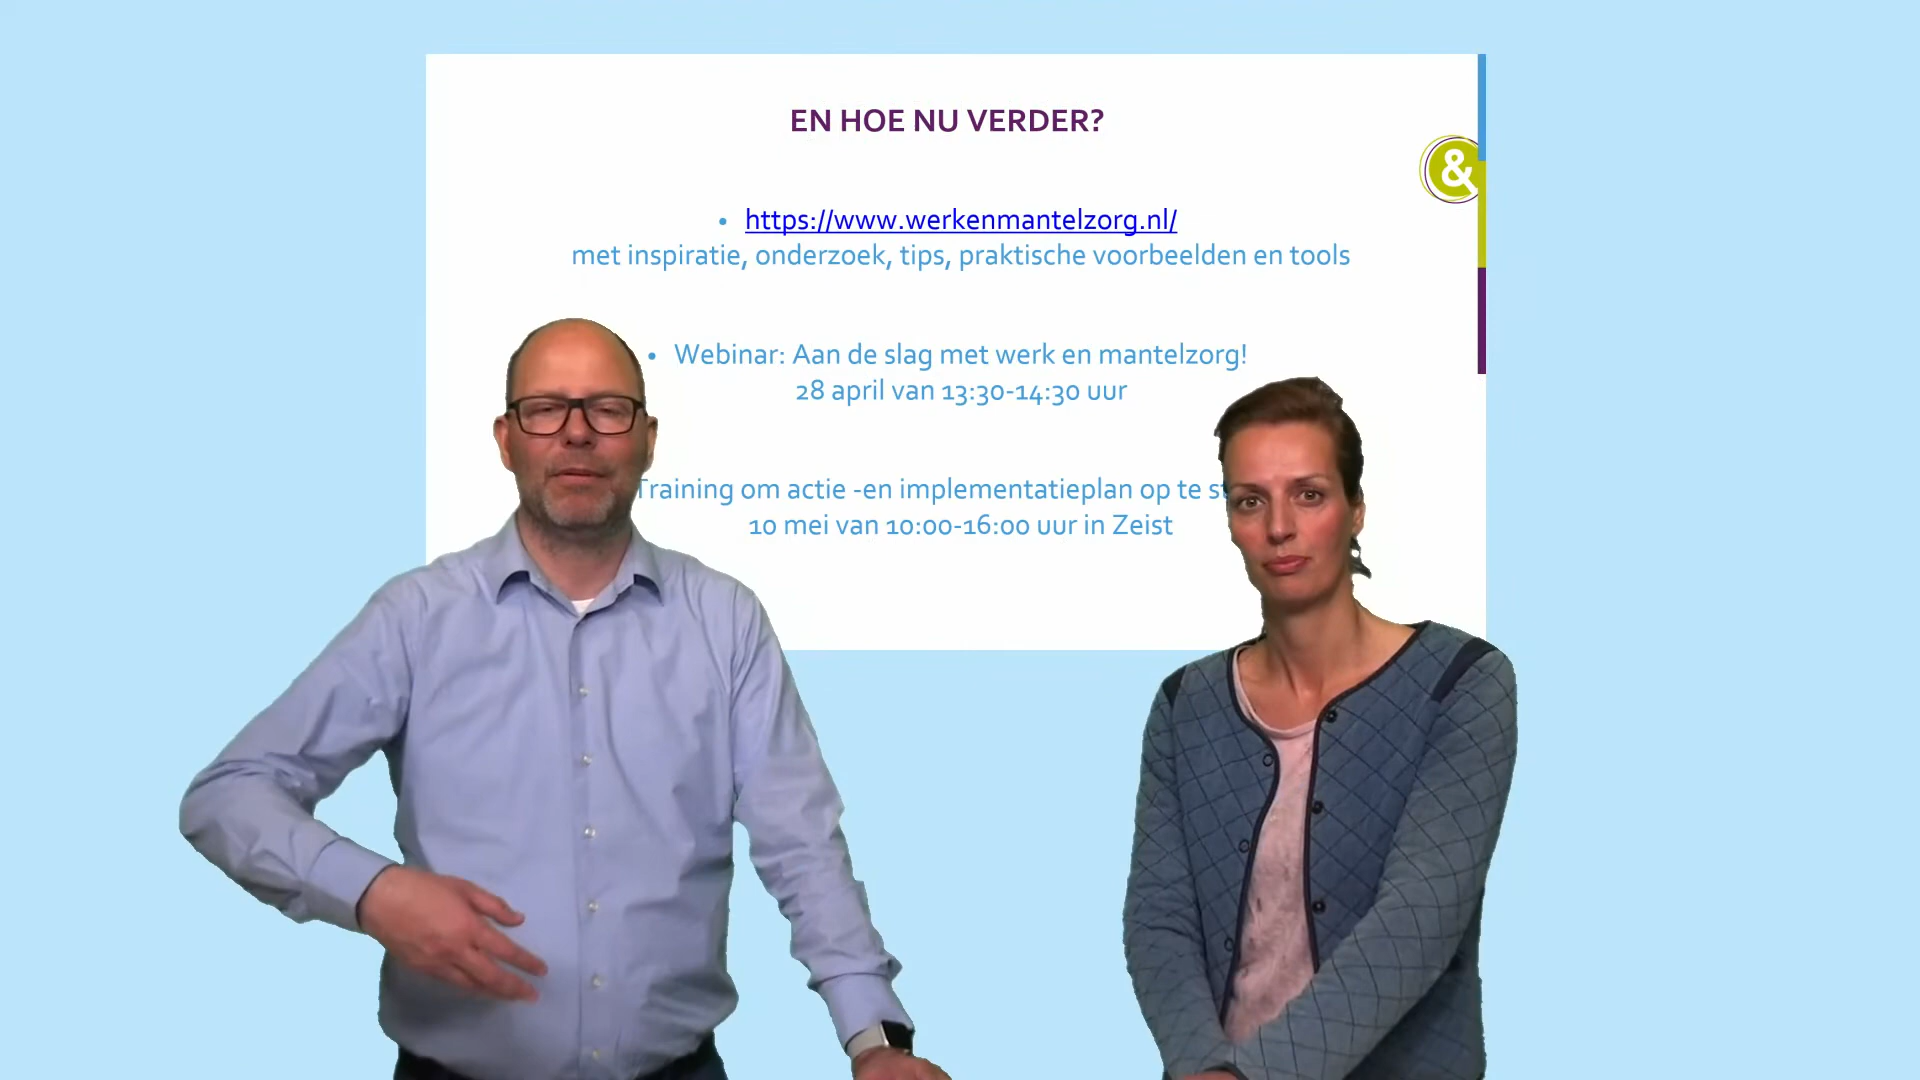 EN HOE NU VERDER?
&
• https://www.werkenmantelzorg.nl/
met inspiratie, onderzoek, tips, praktische voorbeelden en tools
• Webinar: Aan de slag met werk en mantelzorg!
28 april van 13:30-14:30 uur
Training om actie -en implementatieplan op te
10 mei van 10:00-16:00 uur in Zeist